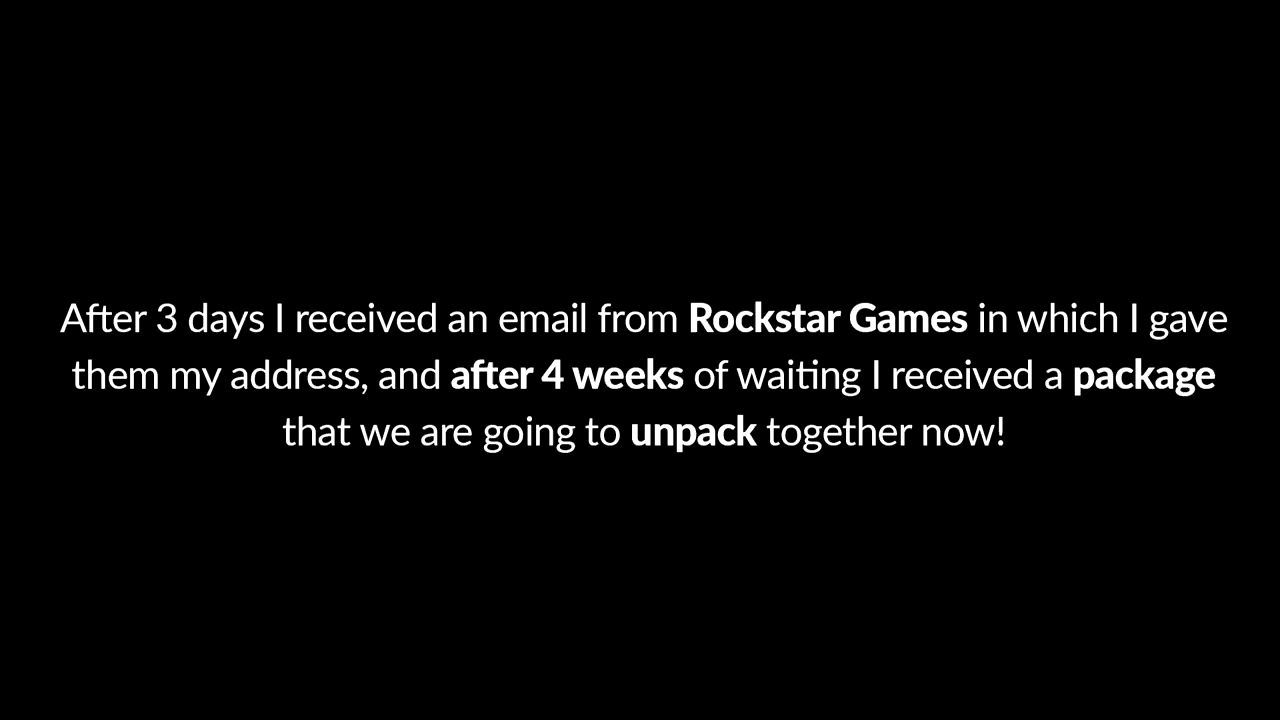 After 3 days I received an email from Rockstar Games in which I gave
them my address, and after 4 weeks of waiting I received a package
that we are going to unpack together now!